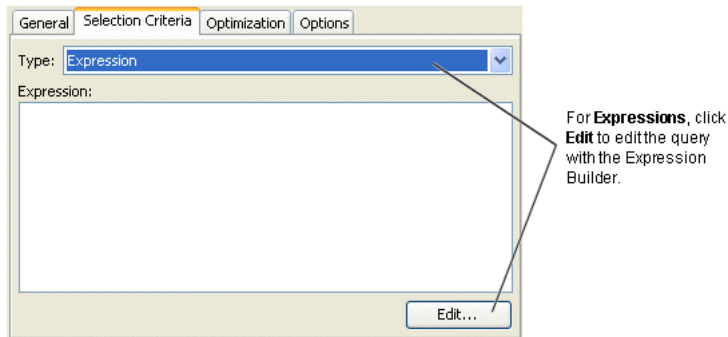 General Selection Criteria Optimization Options
Type: Expression
Expression:
For Expressions, click
Edit to edit the query
with the Expression
Builder.
Edit...